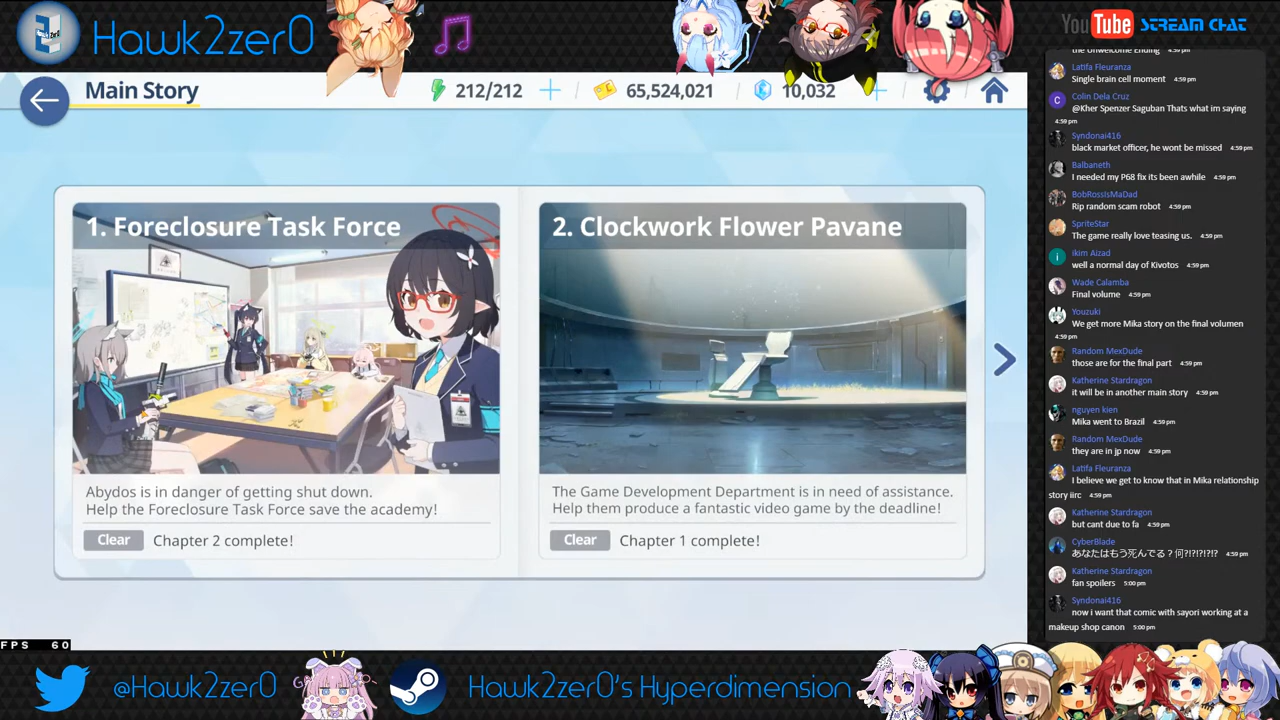 Hawk2zer0
Main Story
212/212
65,524,021
10,032
1. Foreclosure Task Force
2. Clockwork Flower Pavane
Abydos is in danger of getting shut down.
Help the Foreclosure Task Force save the academy!
Clear Chapter 2 complete!
The Game Development Department is in need of assistance.
Help them produce a fantastic video game by the deadline!
Clear Chapter 1 complete!
FPS 60
@Hawk2zer0
Hawk2zer0's Hyperdimension
YouTube STREAM CHAT
the Unwelcome Ending 4:59 pm
Latifa Fleuranza
Single brain cell moment 4:59 pm
Colin Dela Cruz
@Kher Spenzer Saguban Thats what im saying
4:59 pm
Syndonai416
black market officer, he wont be missed 4:59 pm
Balbaneth
I needed my P68 fix its been awhile 4:59 pm
BobRossIsMaDad
Rip random scam robot 4:59 pm
SpriteStar
The game really love teasing us. 4:59 pm
ikim Aizad
well a normal day of Kivotos 4:59 pm
Wade Calamba
Final volume 4:59 pm
Youzuki
We get more Mika story on the final volumen
4:59 pm
Random MexDude
those are for the final part 4:59 pm
Katherine Stardragon
it will be in another main story 4:59 pm
nguyen kien
Mika went to Brazil 4:59 pm
Random MexDude
they are in jp now 4:59 pm
Latifa Fleuranza
I believe we get to know that in Mika relationship
story iirc 4:59 pm
Katherine Stardragon
but cant due to fa 4:59 pm
CyberBlade
あなたはもう死んでる？何?!?!?!?!? 4:59 pm
Katherine Stardragon
fan spoilers 5:00 pm
Syndonai416
now i want that comic with sayori working at a
makeup shop canon 5:00 pm